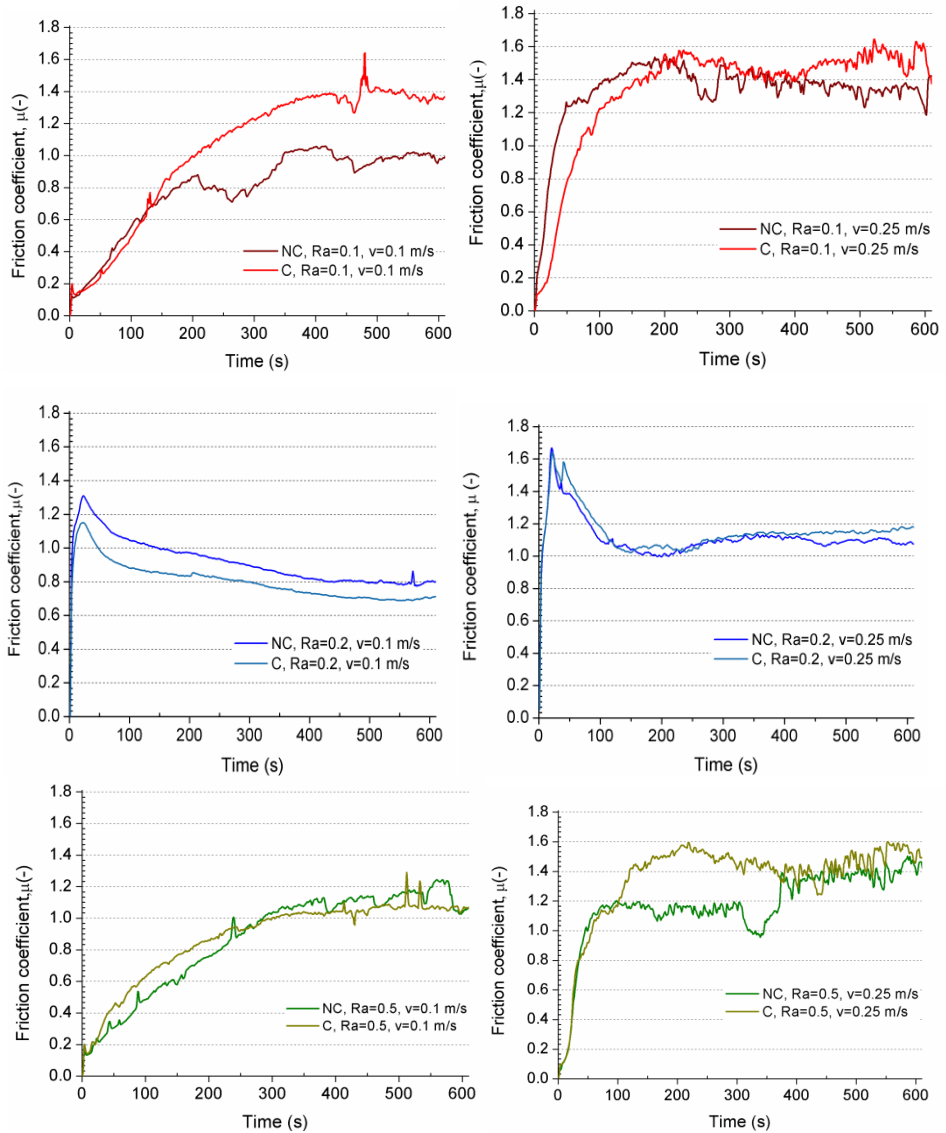 1.8
1.6
1.4
1.2
1.0
0.8
0.6
0.4
0.2
0.0
Friction coefficient, μ(-)
NC, Ra=0.1, v=0.1 m/s
C, Ra=0.1, v=0.1 m/s
0 100 200 300 400 500 600
Time (s)
1.8
1.6
1.4
1.2
1.0
0.8
0.6
0.4
0.2
0.0
Friction coefficient,μ(-)
NC, Ra=0.1, v=0.25 m/s
C, Ra=0.1, v=0.25 m/s
0 100 200 300 400 500 600
Time (s)
1.8
1.6
1.4
1.2
1.0
0.8
0.6
0.4
0.2
0.0
Friction coefficient,μ(-)
NC, Ra=0.2, v=0.1 m/s
C, Ra=0.2, v=0.1 m/s
0 100 200 300 400 500 600
Time (s)
1.8
1.6
1.4
1.2
1.0
0.8
0.6
0.4
0.2
0.0
Friction coefficient, μ (-)
NC, Ra=0.2, v=0.25 m/s
C, Ra=0.2, v=0.25 m/s
0 100 200 300 400 500 600
Time (s)
1.8
1.6
1.4
1.2
1.0
0.8
0.6
0.4
0.2
0.0
Friction coefficient,μ(-)
NC, Ra=0.5, v=0.1 m/s
C, Ra=0.5, v=0.1 m/s
0 100 200 300 400 500 600
Time (s)
1.8
1.6
1.4
1.2
1.0
0.8
0.6
0.4
0.2
0.0
Friction coefficient, μ(-)
NC, Ra=0.5, v=0.25 m/s
C, Ra=0.5, v=0.25 m/s
0 100 200 300 400 500 600
Time (s)